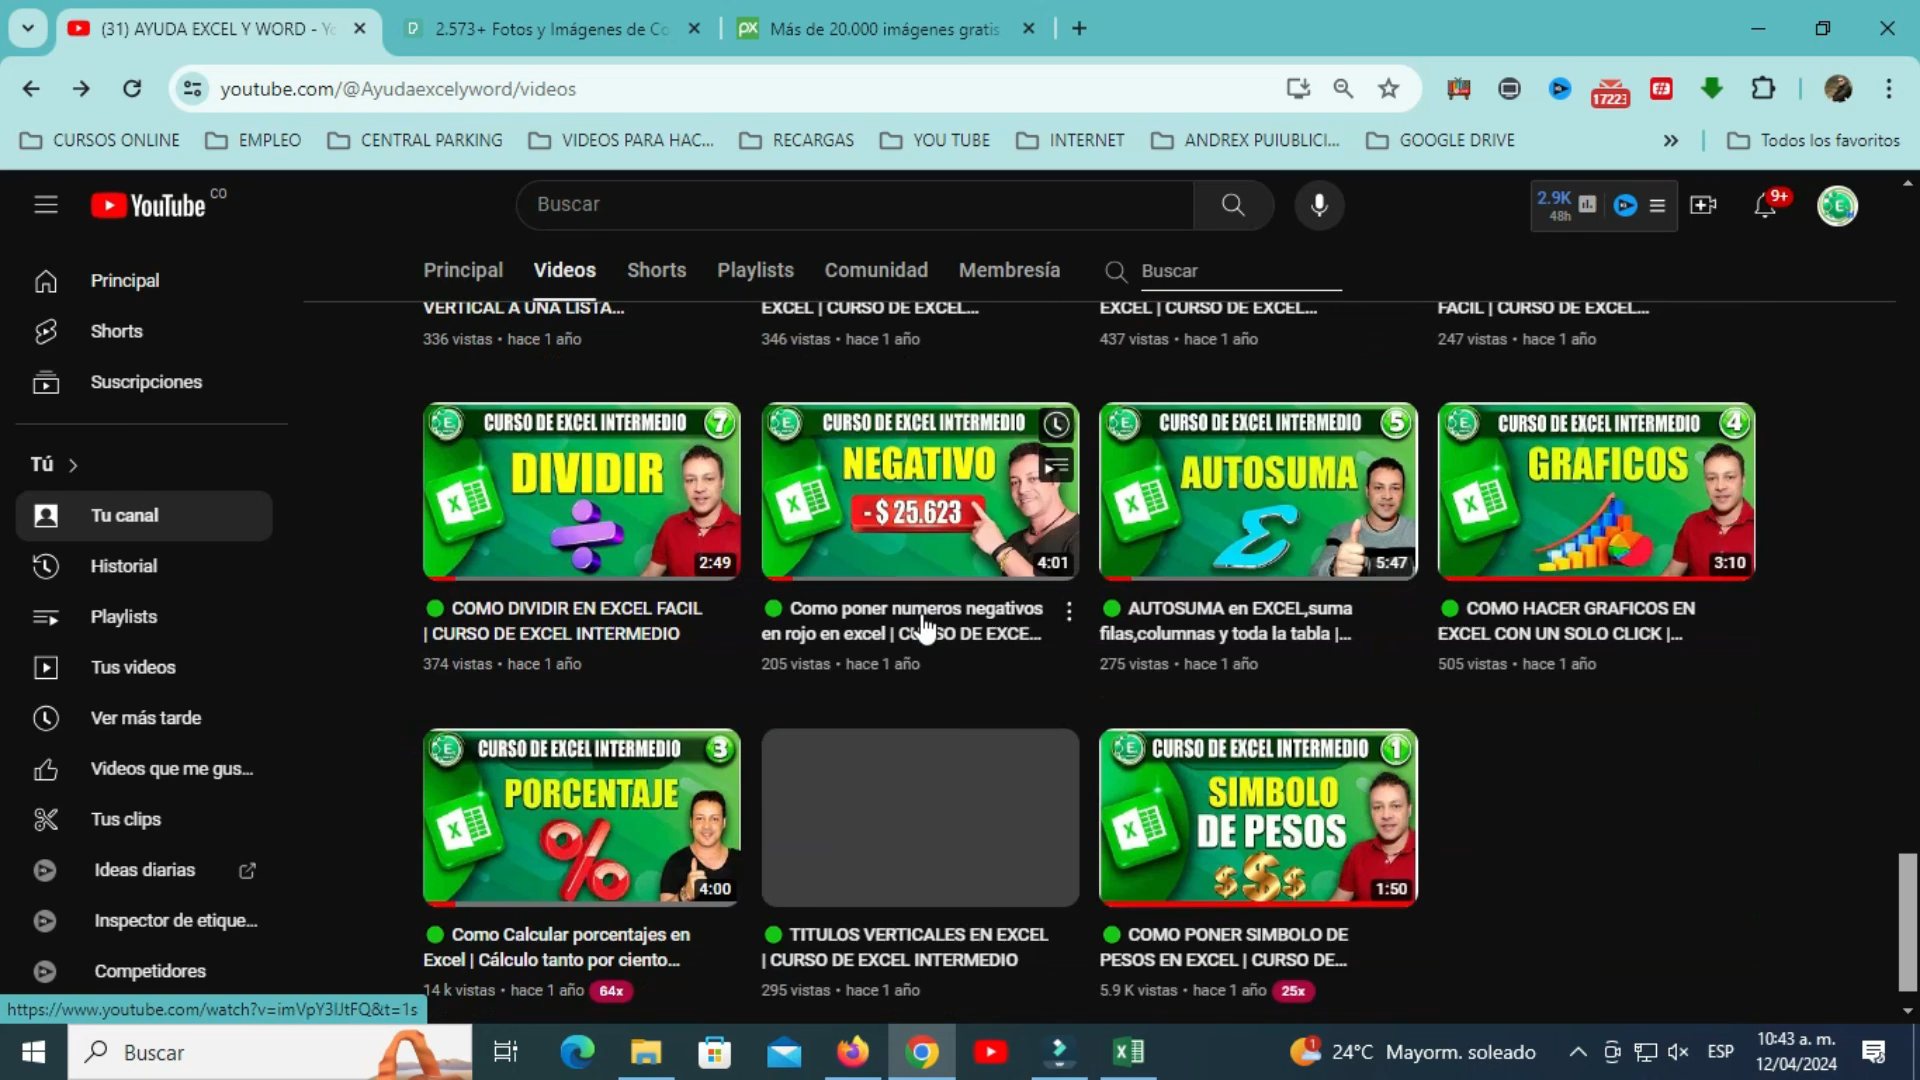 (31) AYUDA EXCEL Y WORD - Yo
2.573+ Fotos y Imágenes de Co
Más de 20.000 imágenes gratis
youtube.com/@Ayudaexcelyword/videos
17223
CURSOS ONLINE
EMPLEO
CENTRAL PARKING
VIDEOS PARA HAC...
RECARGAS
YOU TUBE
INTERNET
ANDREX PUIUBLICI...
GOOGLE DRIVE
Todos los favoritos
YouTube CO
Buscar
2.9K
48h
9+
Principal
Shorts
Suscripciones
Tú
Tu canal
Historial
Playlists
Tus videos
Ver más tarde
Videos que me gus...
Tus clips
Ideas diarias
Inspector de etique...
Competidores
Principal
Videos
Shorts
Playlists
Comunidad
Membresía
Buscar
VERTICAL A UNA LISTA...
336 vistas • hace 1 año
EXCEL | CURSO DE EXCEL...
346 vistas • hace 1 año
EXCEL | CURSO DE EXCEL...
437 vistas • hace 1 año
FACIL | CURSO DE EXCEL...
247 vistas • hace 1 año
CURSO DE EXCEL INTERMEDIO 7
DIVIDIR
2:49
COMO DIVIDIR EN EXCEL FACIL
| CURSO DE EXCEL INTERMEDIO
374 vistas • hace 1 año
CURSO DE EXCEL INTERMEDIO
NEGATIVO
- $ 25.623
4:01
Como poner numeros negativos
en rojo en excel | CURSO DE EXCE...
205 vistas • hace 1 año
CURSO DE EXCEL INTERMEDIO 5
AUTOSUMA
5:47
AUTOSUMA en EXCEL,suma
filas,columnas y toda la tabla |...
275 vistas • hace 1 año
CURSO DE EXCEL INTERMEDIO 4
GRAFICOS
3:10
COMO HACER GRAFICOS EN
EXCEL CON UN SOLO CLICK |...
505 vistas • hace 1 año
CURSO DE EXCEL INTERMEDIO 3
PORCENTAJE
%
4:00
Como Calcular porcentajes en
Excel | Cálculo tanto por ciento...
14 k vistas • hace 1 año 64x
TITULOS VERTICALES EN EXCEL
| CURSO DE EXCEL INTERMEDIO
295 vistas • hace 1 año
CURSO DE EXCEL INTERMEDIO 1
SIMBOLO
DE PESOS
$$$
1:50
COMO PONER SIMBOLO DE
PESOS EN EXCEL | CURSO DE...
5.9 K vistas • hace 1 año 25x
https://www.youtube.com/watch?v=imVpY3IJtFQ&t=1s
Buscar
1
24°C Mayorm. soleado
ESP
10:43 a. m.
12/04/2024